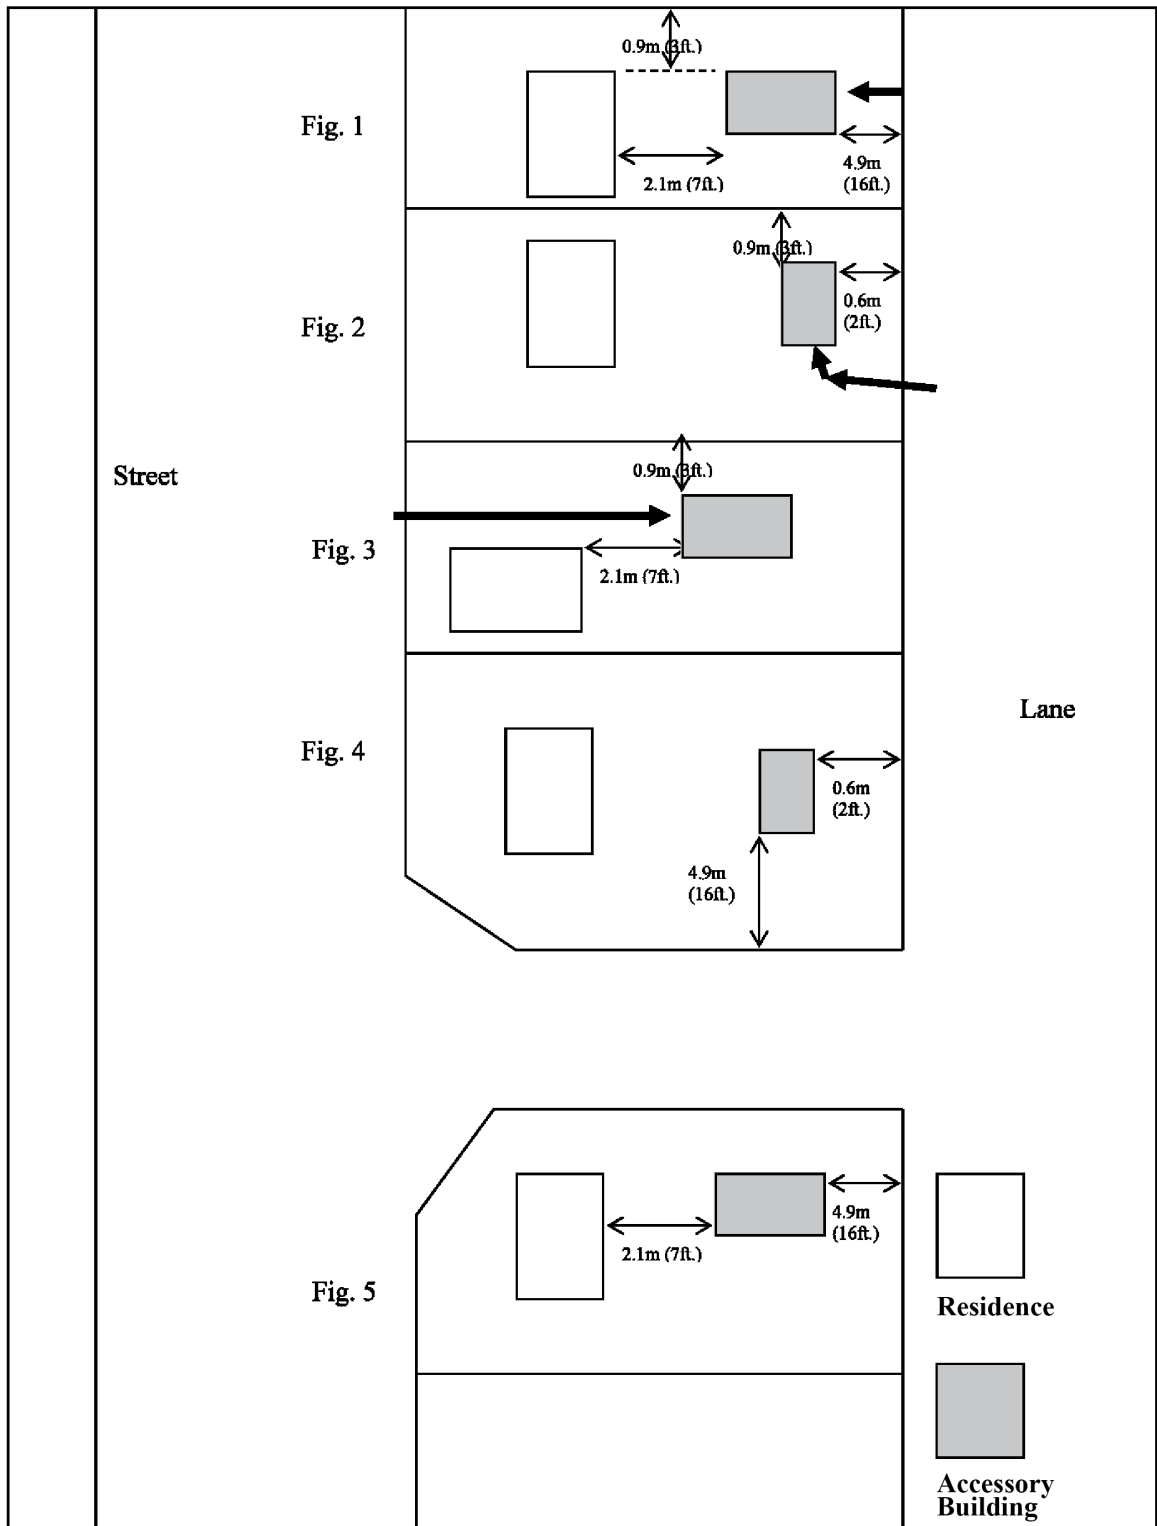 0.9m (3ft.)
Fig. 1
4.9m
(16ft.)
2.1m (7ft.)
0.9m (3ft.)
0.6m
(2ft.)
Fig. 2
Street
0.9m (3ft.)
Fig. 3
2.1m (7ft.)
Lane
Fig. 4
0.6m
(2ft.)
4.9m
(16ft.)
4.9m
(16ft.)
2.1m (7ft.)
Fig. 5
Residence
Accessory
Building